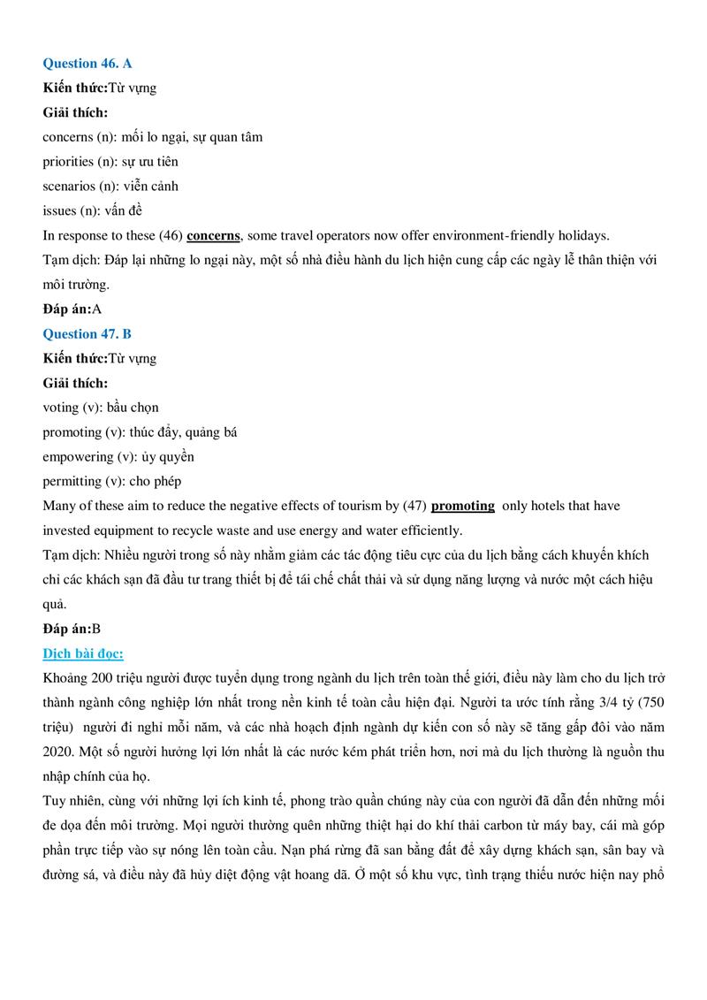 Question 46. A
Kiến thức:Từ vựng
Giải thích:
concerns (n): mối lo ngại, sự quan tâm
priorities (n): sự ưu tiên
scenarios (n): viễn cảnh
issues (n): vấn đề
In response to these (46) concerns, some travel operators now offer environment-friendly holidays.
Tạm dịch: Đáp lại những lo ngại này, một số nhà điều hành du lịch hiện cung cấp các ngày lễ thân thiện với
môi trường.
Đáp án:A
Question 47. B
Kiến thức:Từ vựng
Giải thích:
voting (v): bầu chọn
promoting (v): thúc đẩy, quảng bá
empowering (v): ủy quyền
permitting (v): cho phép
Many of these aim to reduce the negative effects of tourism by (47) promoting only hotels that have
invested equipment to recycle waste and use energy and water efficiently.
Tạm dịch: Nhiều người trong số này nhằm giảm các tác động tiêu cực của du lịch bằng cách khuyến khích
chỉ các khách sạn đã đầu tư trang thiết bị để tái chế chất thải và sử dụng năng lượng và nước một cách hiệu
quả.
Đáp án:B
Dịch bài đọc:
Khoảng 200 triệu người được tuyển dụng trong ngành du lịch trên toàn thế giới, điều này làm cho du lịch trở
thành ngành công nghiệp lớn nhất trong nền kinh tế toàn cầu hiện đại. Người ta ước tính rằng 3/4 tỷ (750
triệu) người đi nghỉ mỗi năm, và các nhà hoạch định ngành dự kiến con số này sẽ tăng gấp đôi vào năm
2020. Một số người hưởng lợi lớn nhất là các nước kém phát triển hơn, nơi mà du lịch thường là nguồn thu
nhập chính của họ.
Tuy nhiên, cùng với những lợi ích kinh tế, phong trào quần chúng này của con người đã dẫn đến những mối
đe dọa đến môi trường. Mọi người thường quên những thiệt hại do khí thải carbon từ máy bay, cái mà góp
phần trực tiếp vào sự nóng lên toàn cầu. Nạn phá rừng đã san bằng đất để xây dựng khách sạn, sân bay và
đường sá, và điều này đã hủy diệt động vật hoang dã. Ở một số khu vực, tình trạng thiếu nước hiện nay phổ